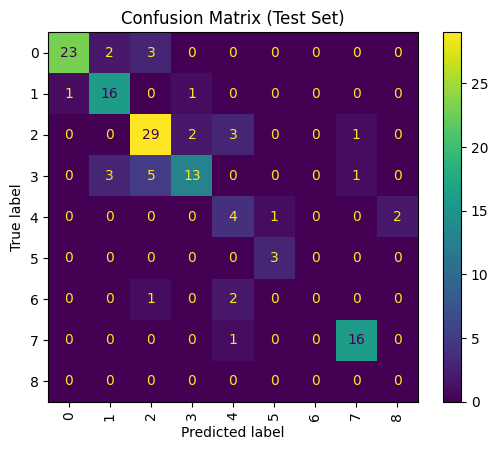 Confusion Matrix (Test Set)
0 23 2 3 0 0 0 0 0 0
1 1 16 0 1 0 0 0 0 0
2 0 0 29 2 3 0 0 1 0
3 0 3 5 13 0 0 0 1 0
4 0 0 0 0 4 1 0 0 2
5 0 0 0 0 0 3 0 0 0
6 0 0 1 0 2 0 0 0 0
7 0 0 0 0 1 0 0 16 0
8 0 0 0 0 0 0 0 0 0
0 1 2 3 4 5 6 7 8
Predicted label
True label
25
20
15
10
5
0